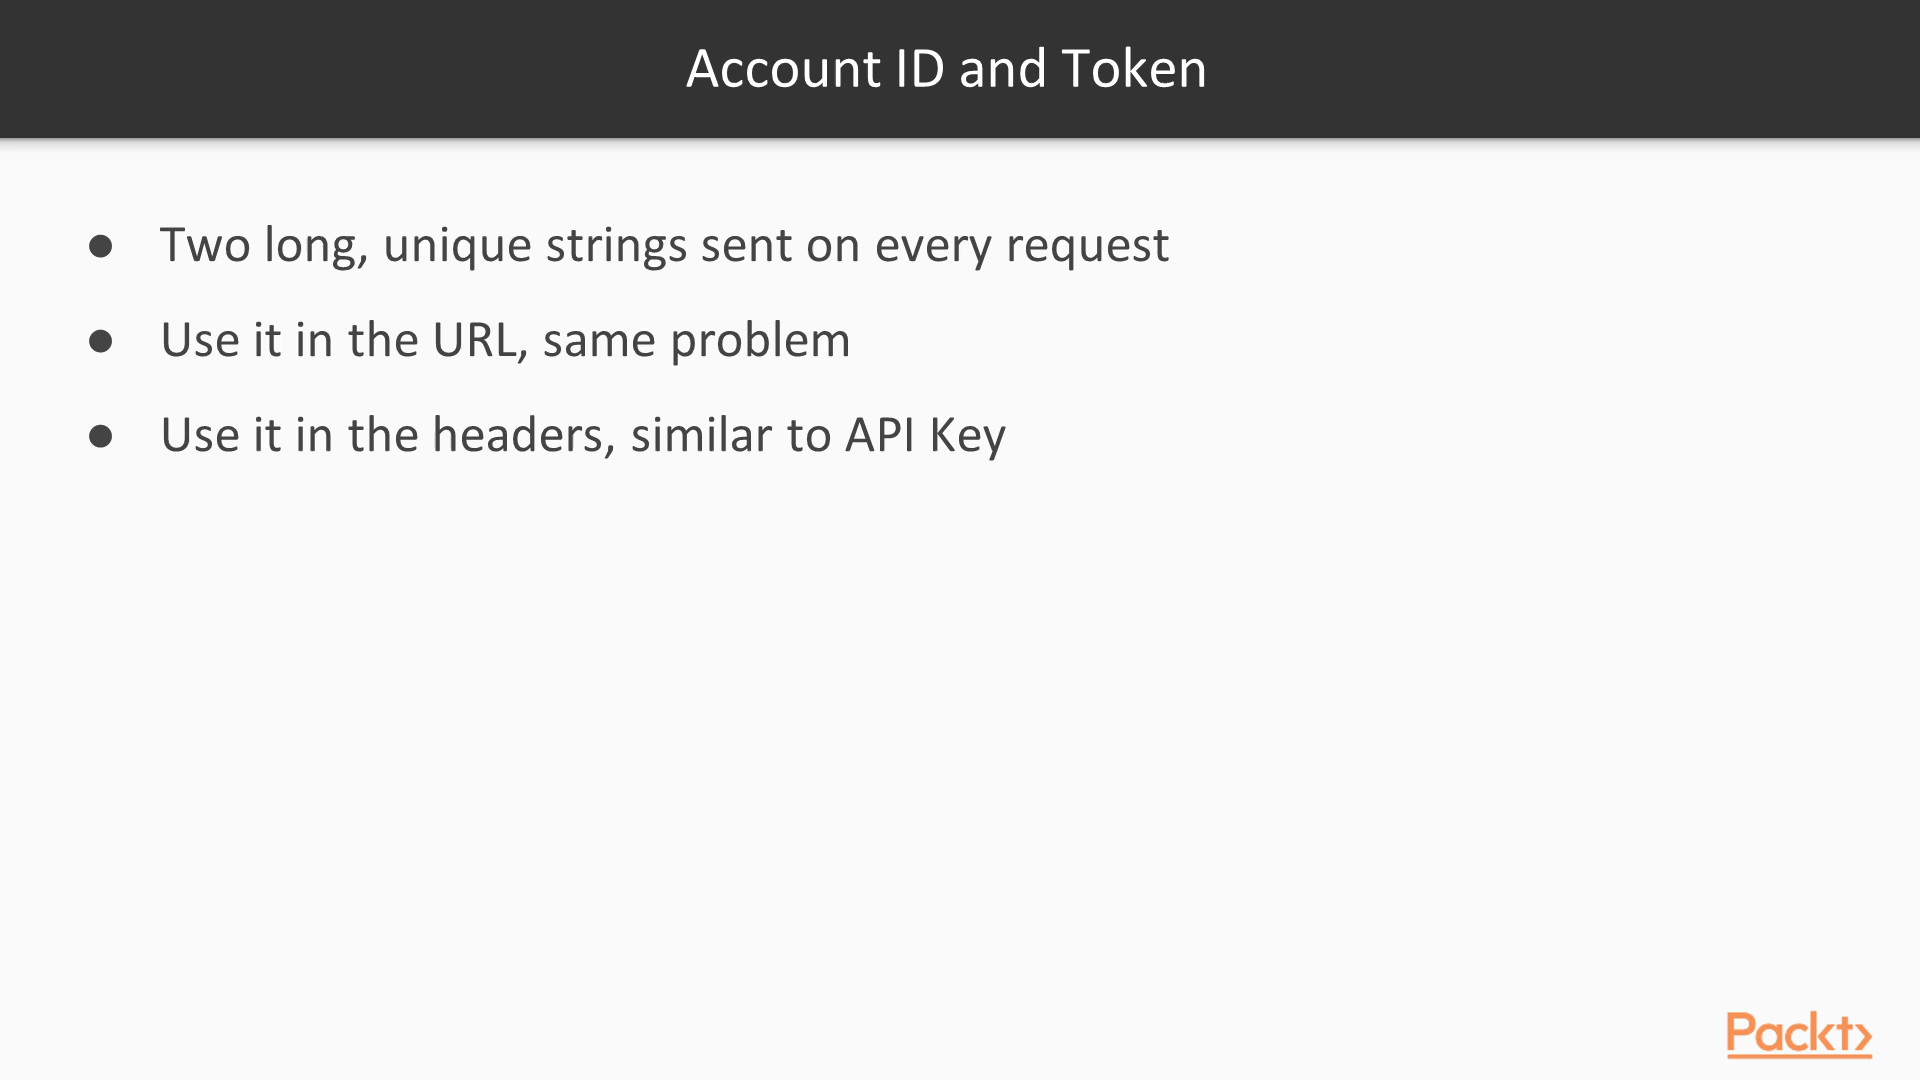 Account ID and Token
● Two long, unique strings sent on every request
● Use it in the URL, same problem
● Use it in the headers, similar to API Key
Packt>